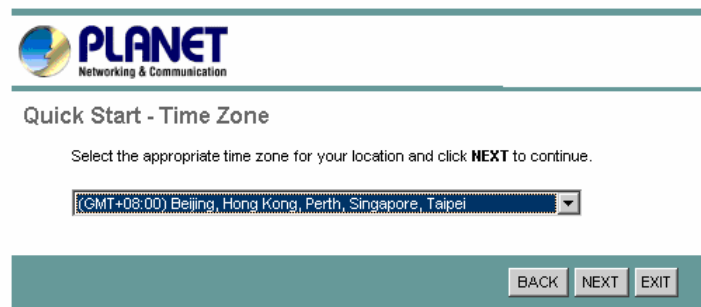 PLANET
Networking & Communication
Quick Start - Time Zone
Select the appropriate time zone for your location and click NEXT to continue.
(GMT+08:00) Beijing, Hong Kong, Perth, Singapore, Taipei
BACK NEXT EXIT